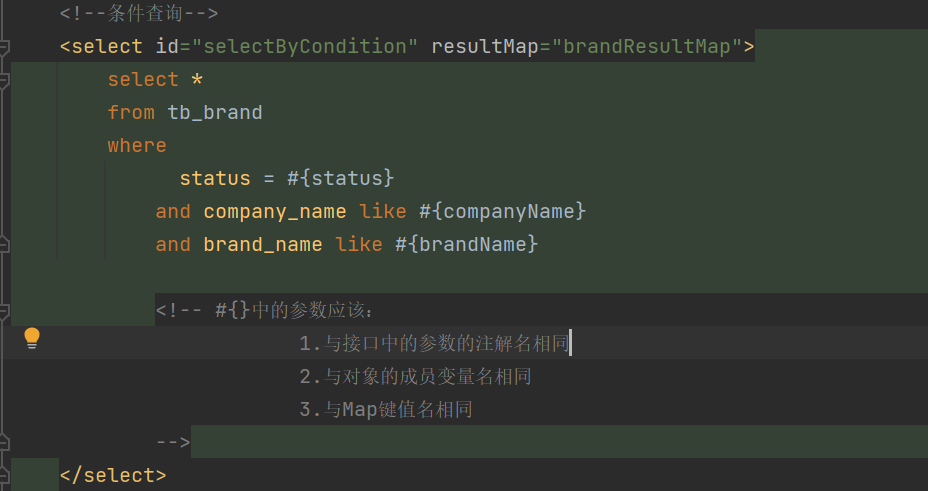 <!--条件查询-->
<select id="selectByCondition" resultMap="brandResultMap">
select *
from tb_brand
where
status = #{status}
and company_name like #{companyName}
and brand_name like #{brandName}
<!-- #{}中的参数应该:
1.与接口中的参数的注解名相同
2.与对象的成员变量名相同
3.与Map键值名相同
-->
</select>